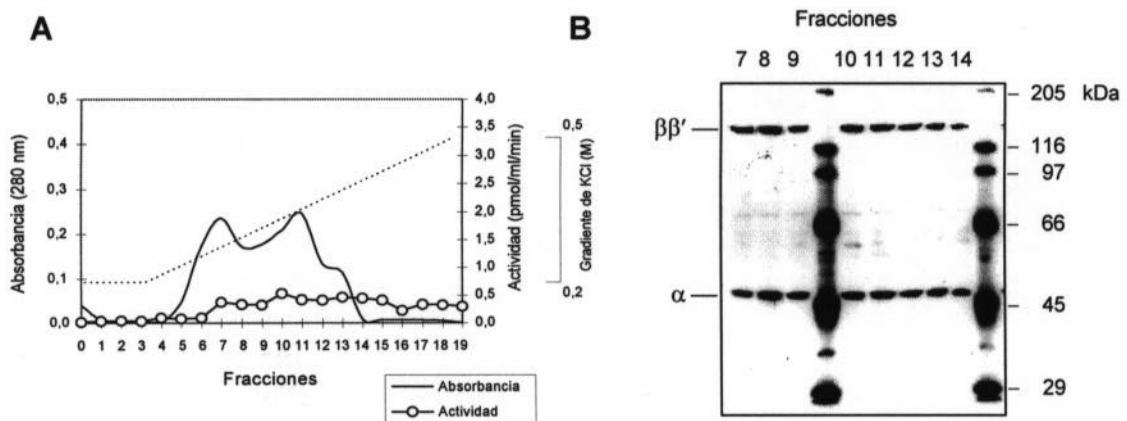 A
0,5
0,4
0,3
0,2
0,1
0,0
Absorbancia (280 nm)
4,0
3,5
3,0
2,5
2,0
1,5
1,0
0,5
0,0
Actividad (pmol/ml/min)
0,5
0,2
Gradiente de KCl (M)
0 1 2 3 4 5 6 7 8 9 10 11 12 13 14 15 16 17 18 19
Fracciones
Absorbancia
Actividad
B
Fracciones
7 8 9 10 11 12 13 14
ββ′
α
205 kDa
116
97
66
45
29